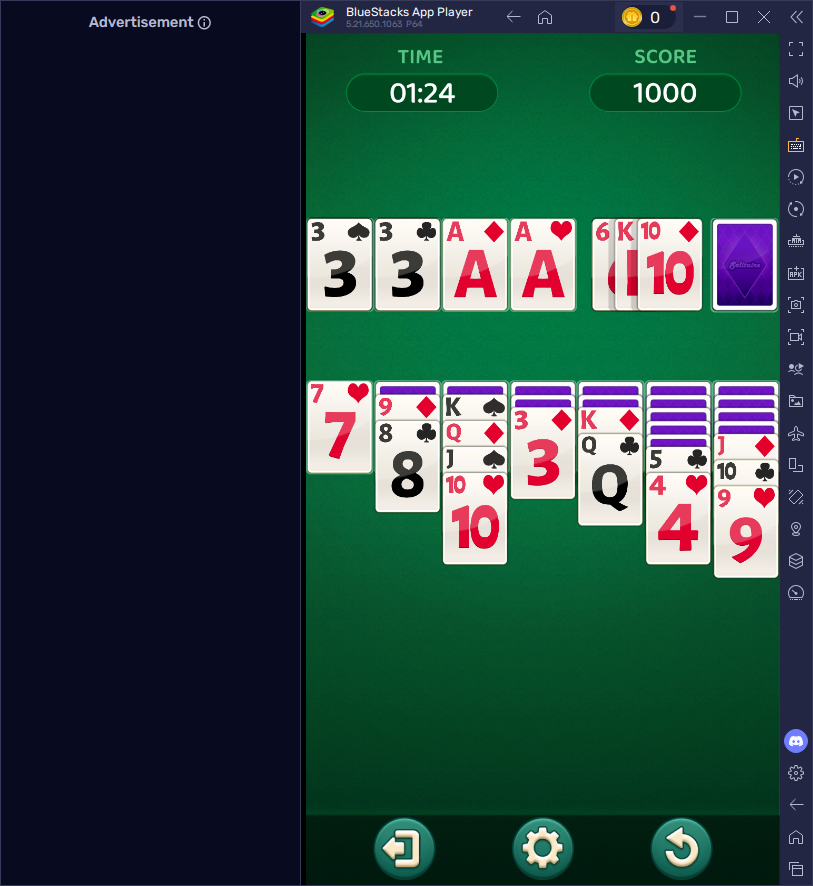 Advertisement
BlueStacks App Player
5.21.650.1063 P64
0
TIME
SCORE
01:24
1000
3 3 A A 6 K 10
3 3 A A 10
Solitaire
7 9 K 3 K J
7 8 Q 3 Q 5 10
8 J Q 4 9
10 4 9
10
APK